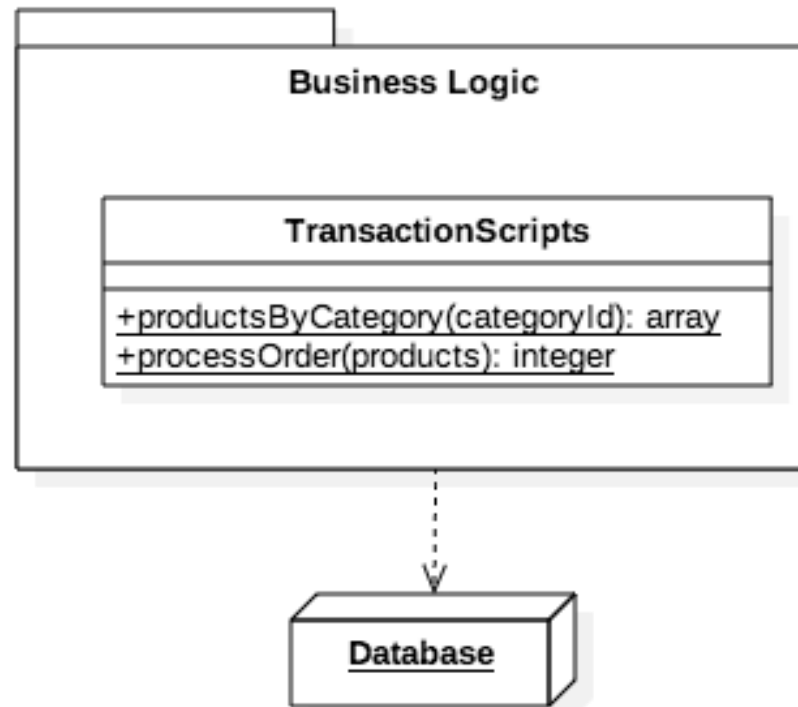 Business Logic
TransactionScripts
+productsByCategory(categoryId): array
+processOrder(products): integer
Database